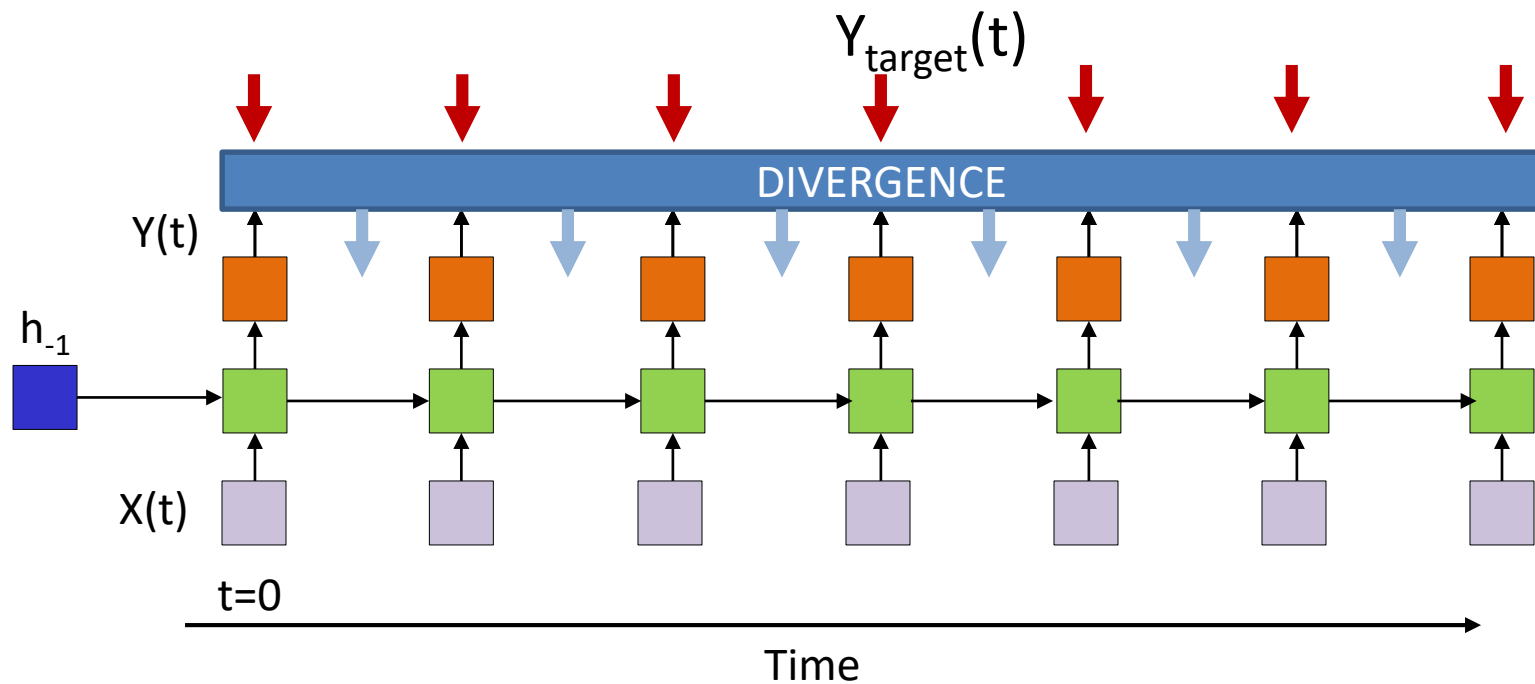 Y_target(t)
DIVERGENCE
Y(t)
h_-1
X(t)
t=0
Time